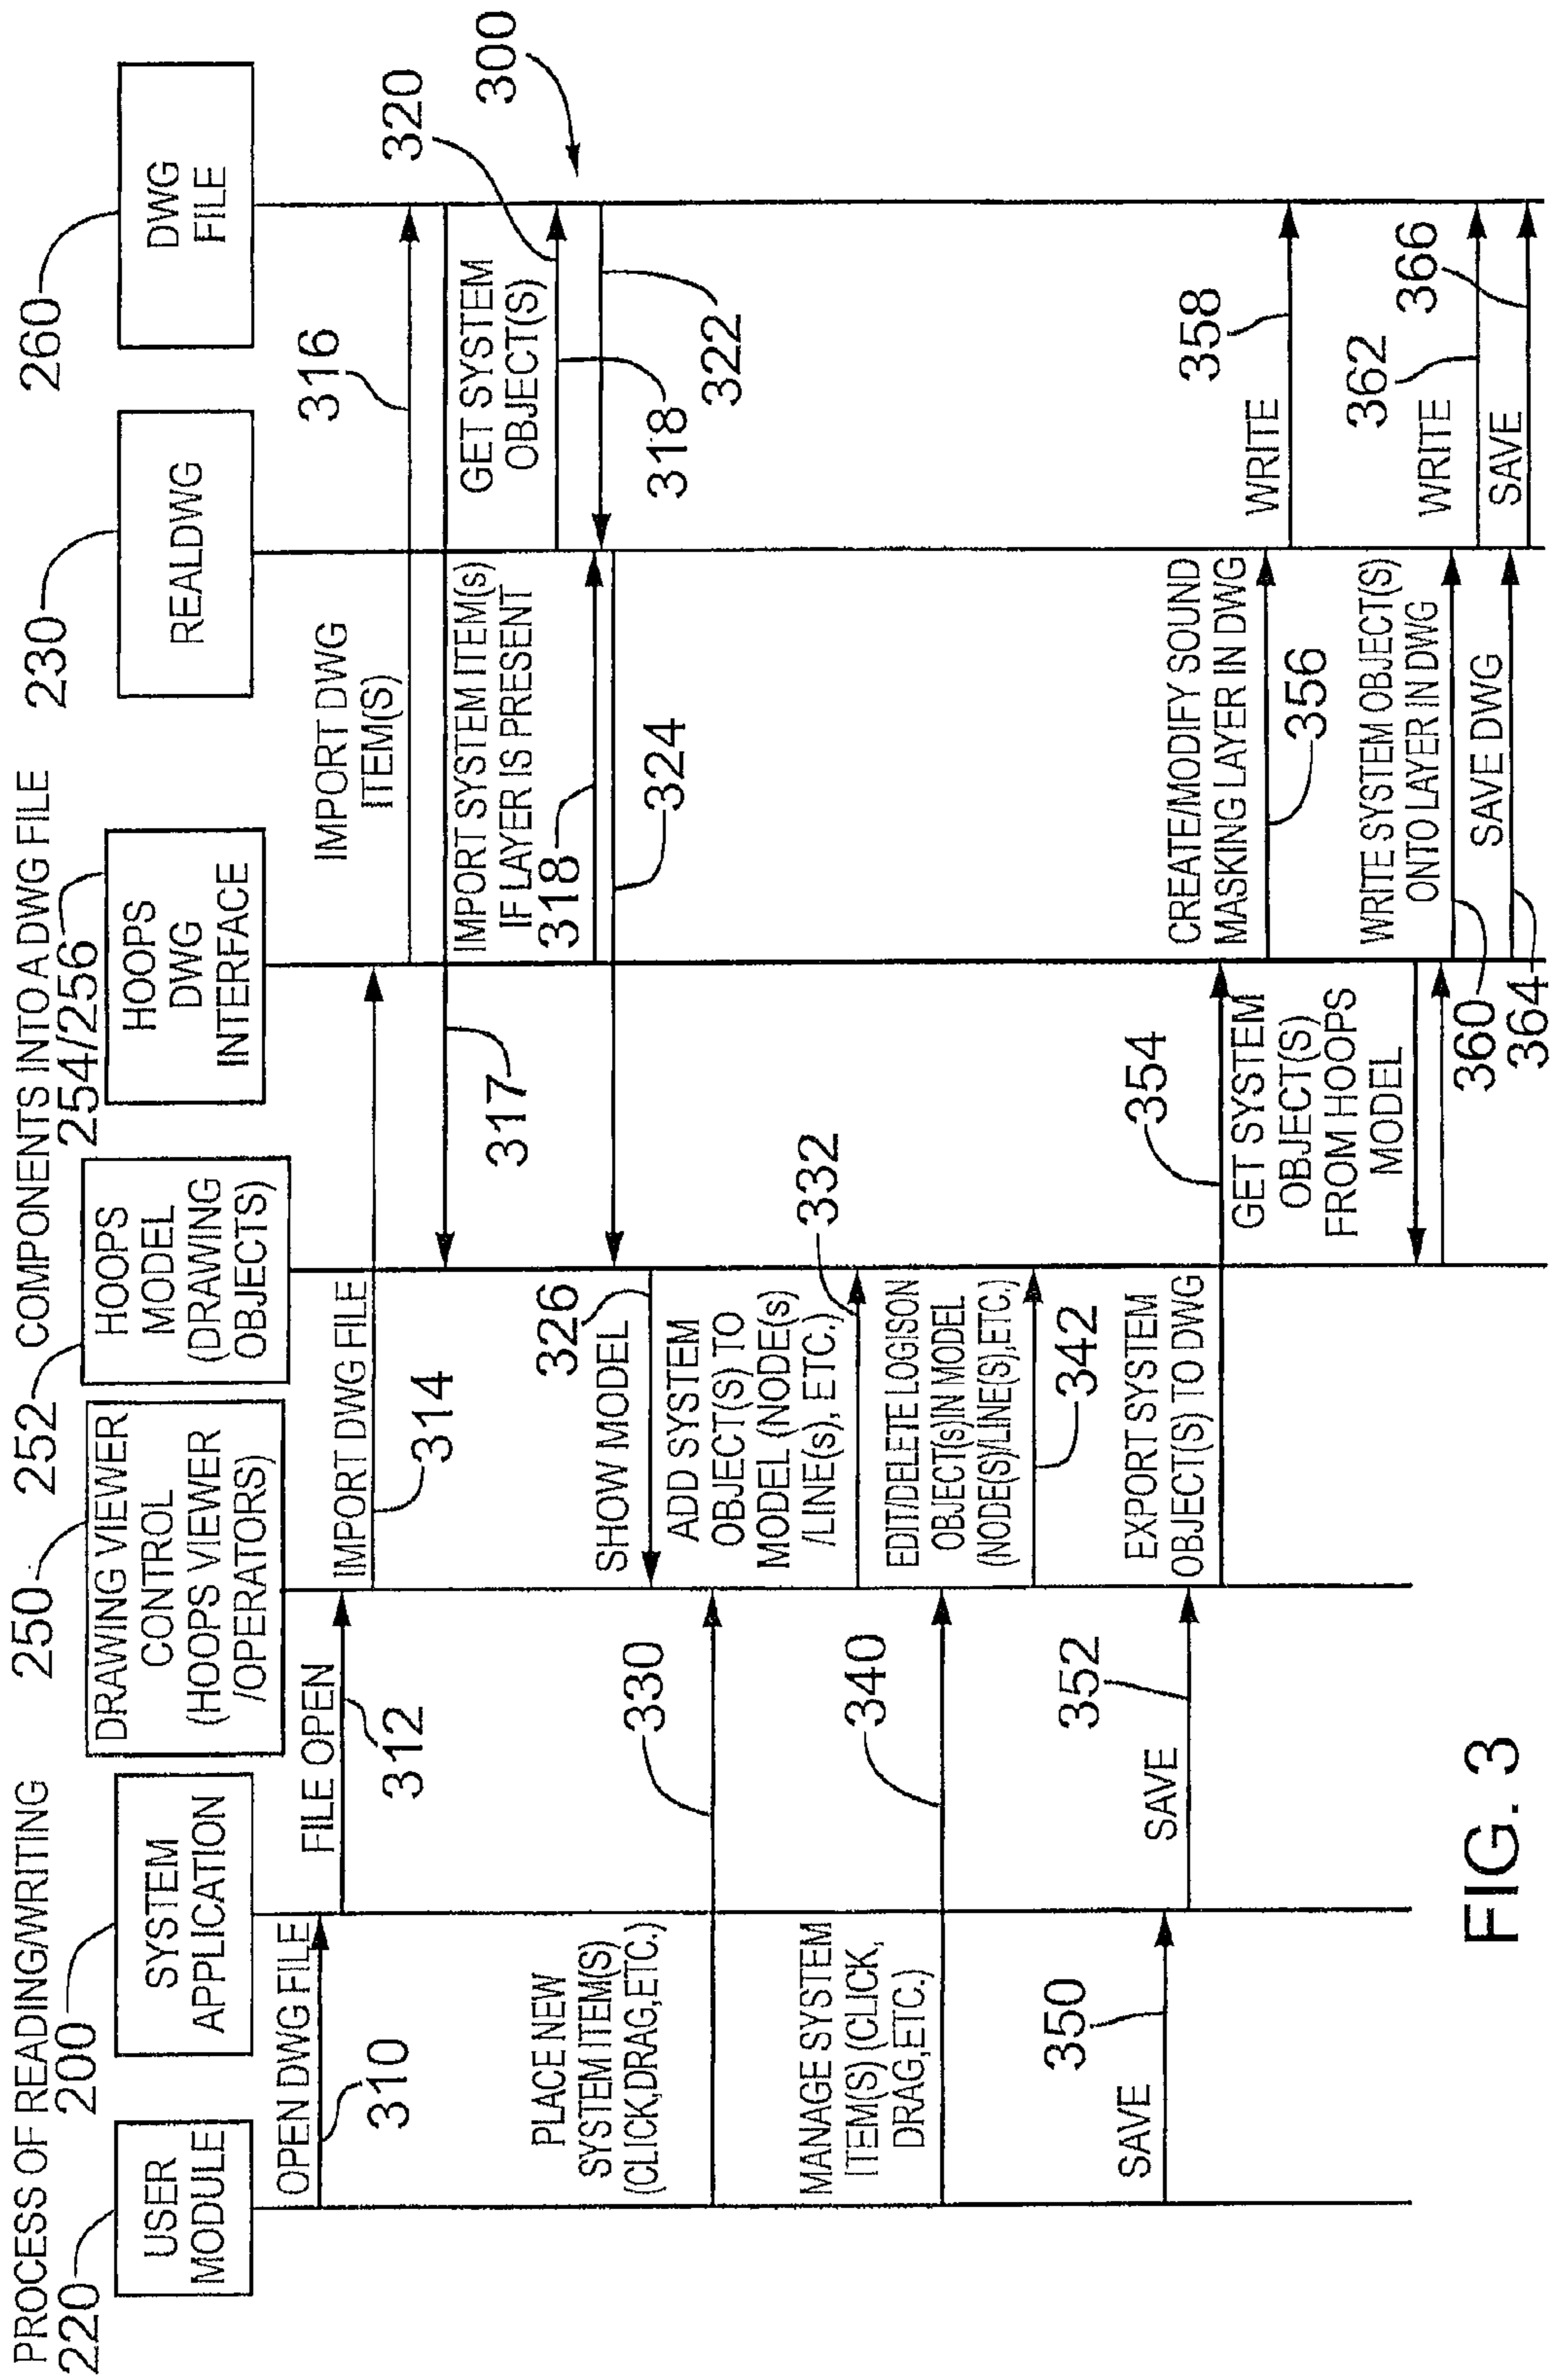 PROCESS OF READING/WRITING COMPONENTS INTO A DWG FILE
220
USER
MODULE
200
SYSTEM
APPLICATION
250
DRAWING VIEWER
CONTROL
(HOOPS VIEWER
/OPERATORS)
252
HOOPS
MODEL
(DRAWING
OBJECTS)
254/256
HOOPS
DWG
INTERFACE
230
REALDWG
260
DWG
FILE
300
OPEN DWG FILE
310
FILE OPEN
312
IMPORT DWG FILE
314
IMPORT DWG
ITEM(S)
316
317
IMPORT SYSTEM ITEM(s)
IF LAYER IS PRESENT
318
GET SYSTEM
OBJECT(S)
320
318
322
324
SHOW MODEL
326
PLACE NEW
SYSTEM ITEM(S)
(CLICK,DRAG,ETC.)
330
ADD SYSTEM
OBJECT(S) TO
MODEL (NODE(s)
/LINE(s), ETC.)
332
MANAGE SYSTEM
ITEM(S) (CLICK,
DRAG,ETC.)
340
EDIT/DELETE LOGISON
OBJECT(s)IN MODEL
(NODE(S)/LINE(S),ETC.)
342
SAVE
350
SAVE
352
EXPORT SYSTEM
OBJECT(S) TO DWG
354
CREATE/MODIFY SOUND
MASKING LAYER IN DWG
356
WRITE
358
GET SYSTEM
OBJECT(S)
FROM HOOPS
MODEL
WRITE SYSTEM OBJECT(S)
ONTO LAYER IN DWG
360
WRITE
362
SAVE DWG
364
SAVE
366
FIG. 3